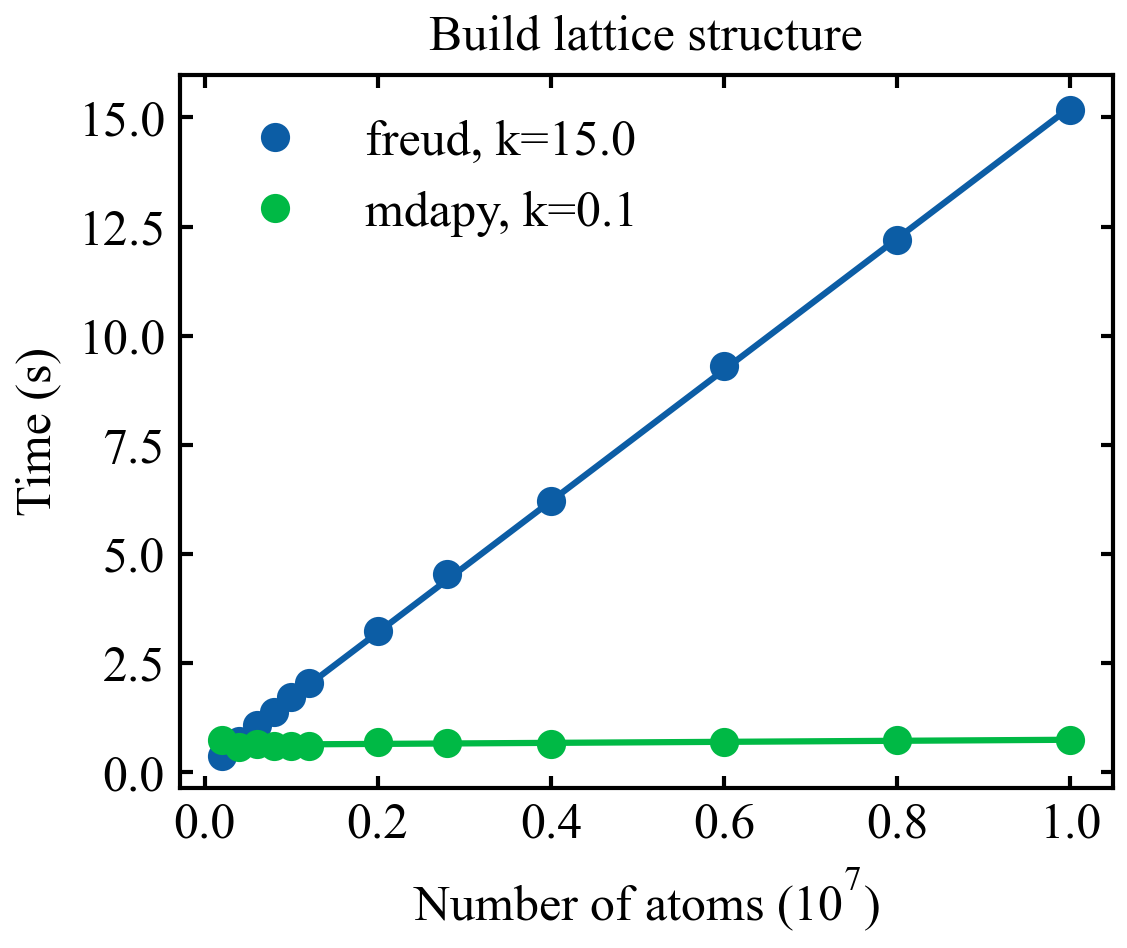 Build lattice structure
freud, k=15.0
mdapy, k=0.1
15.0
12.5
10.0
7.5
5.0
2.5
0.0
Time (s)
0.0 0.2 0.4 0.6 0.8 1.0
Number of atoms (10⁷)